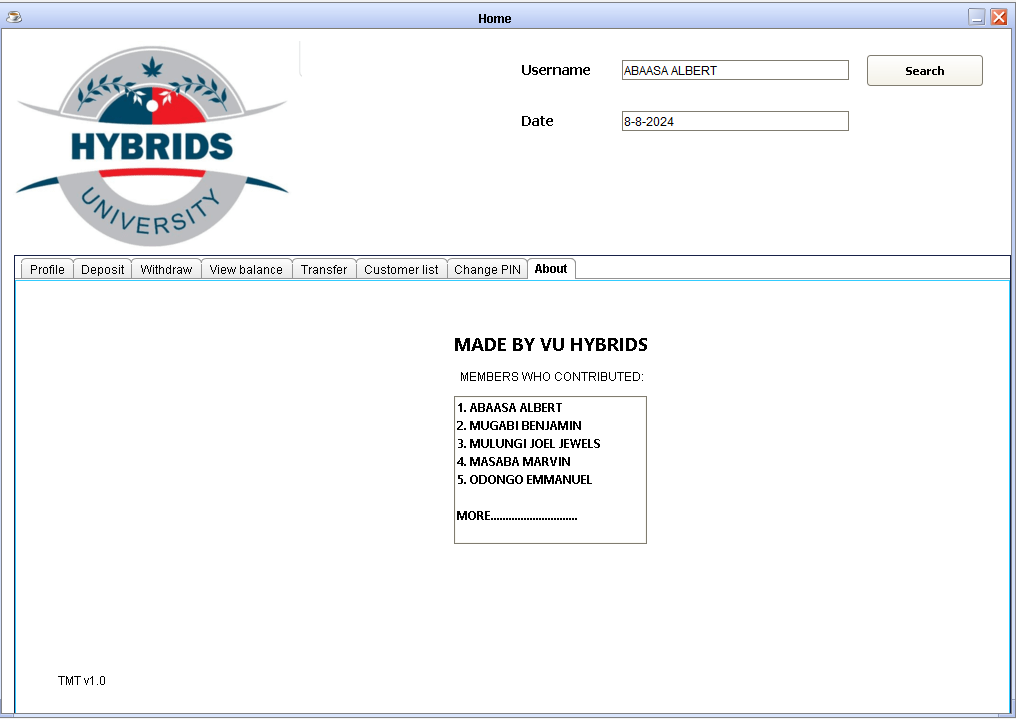 Home
HYBRIDS
UNIVERSITY
Username ABAASA ALBERT Search
Date 8-8-2024
Profile Deposit Withdraw View balance Transfer Customer list Change PIN About
MADE BY VU HYBRIDS
MEMBERS WHO CONTRIBUTED:
1. ABAASA ALBERT
2. MUGABI BENJAMIN
3. MULUNGI JOEL JEWELS
4. MASABA MARVIN
5. ODONGO EMMANUEL
MORE.............................
TMT v1.0